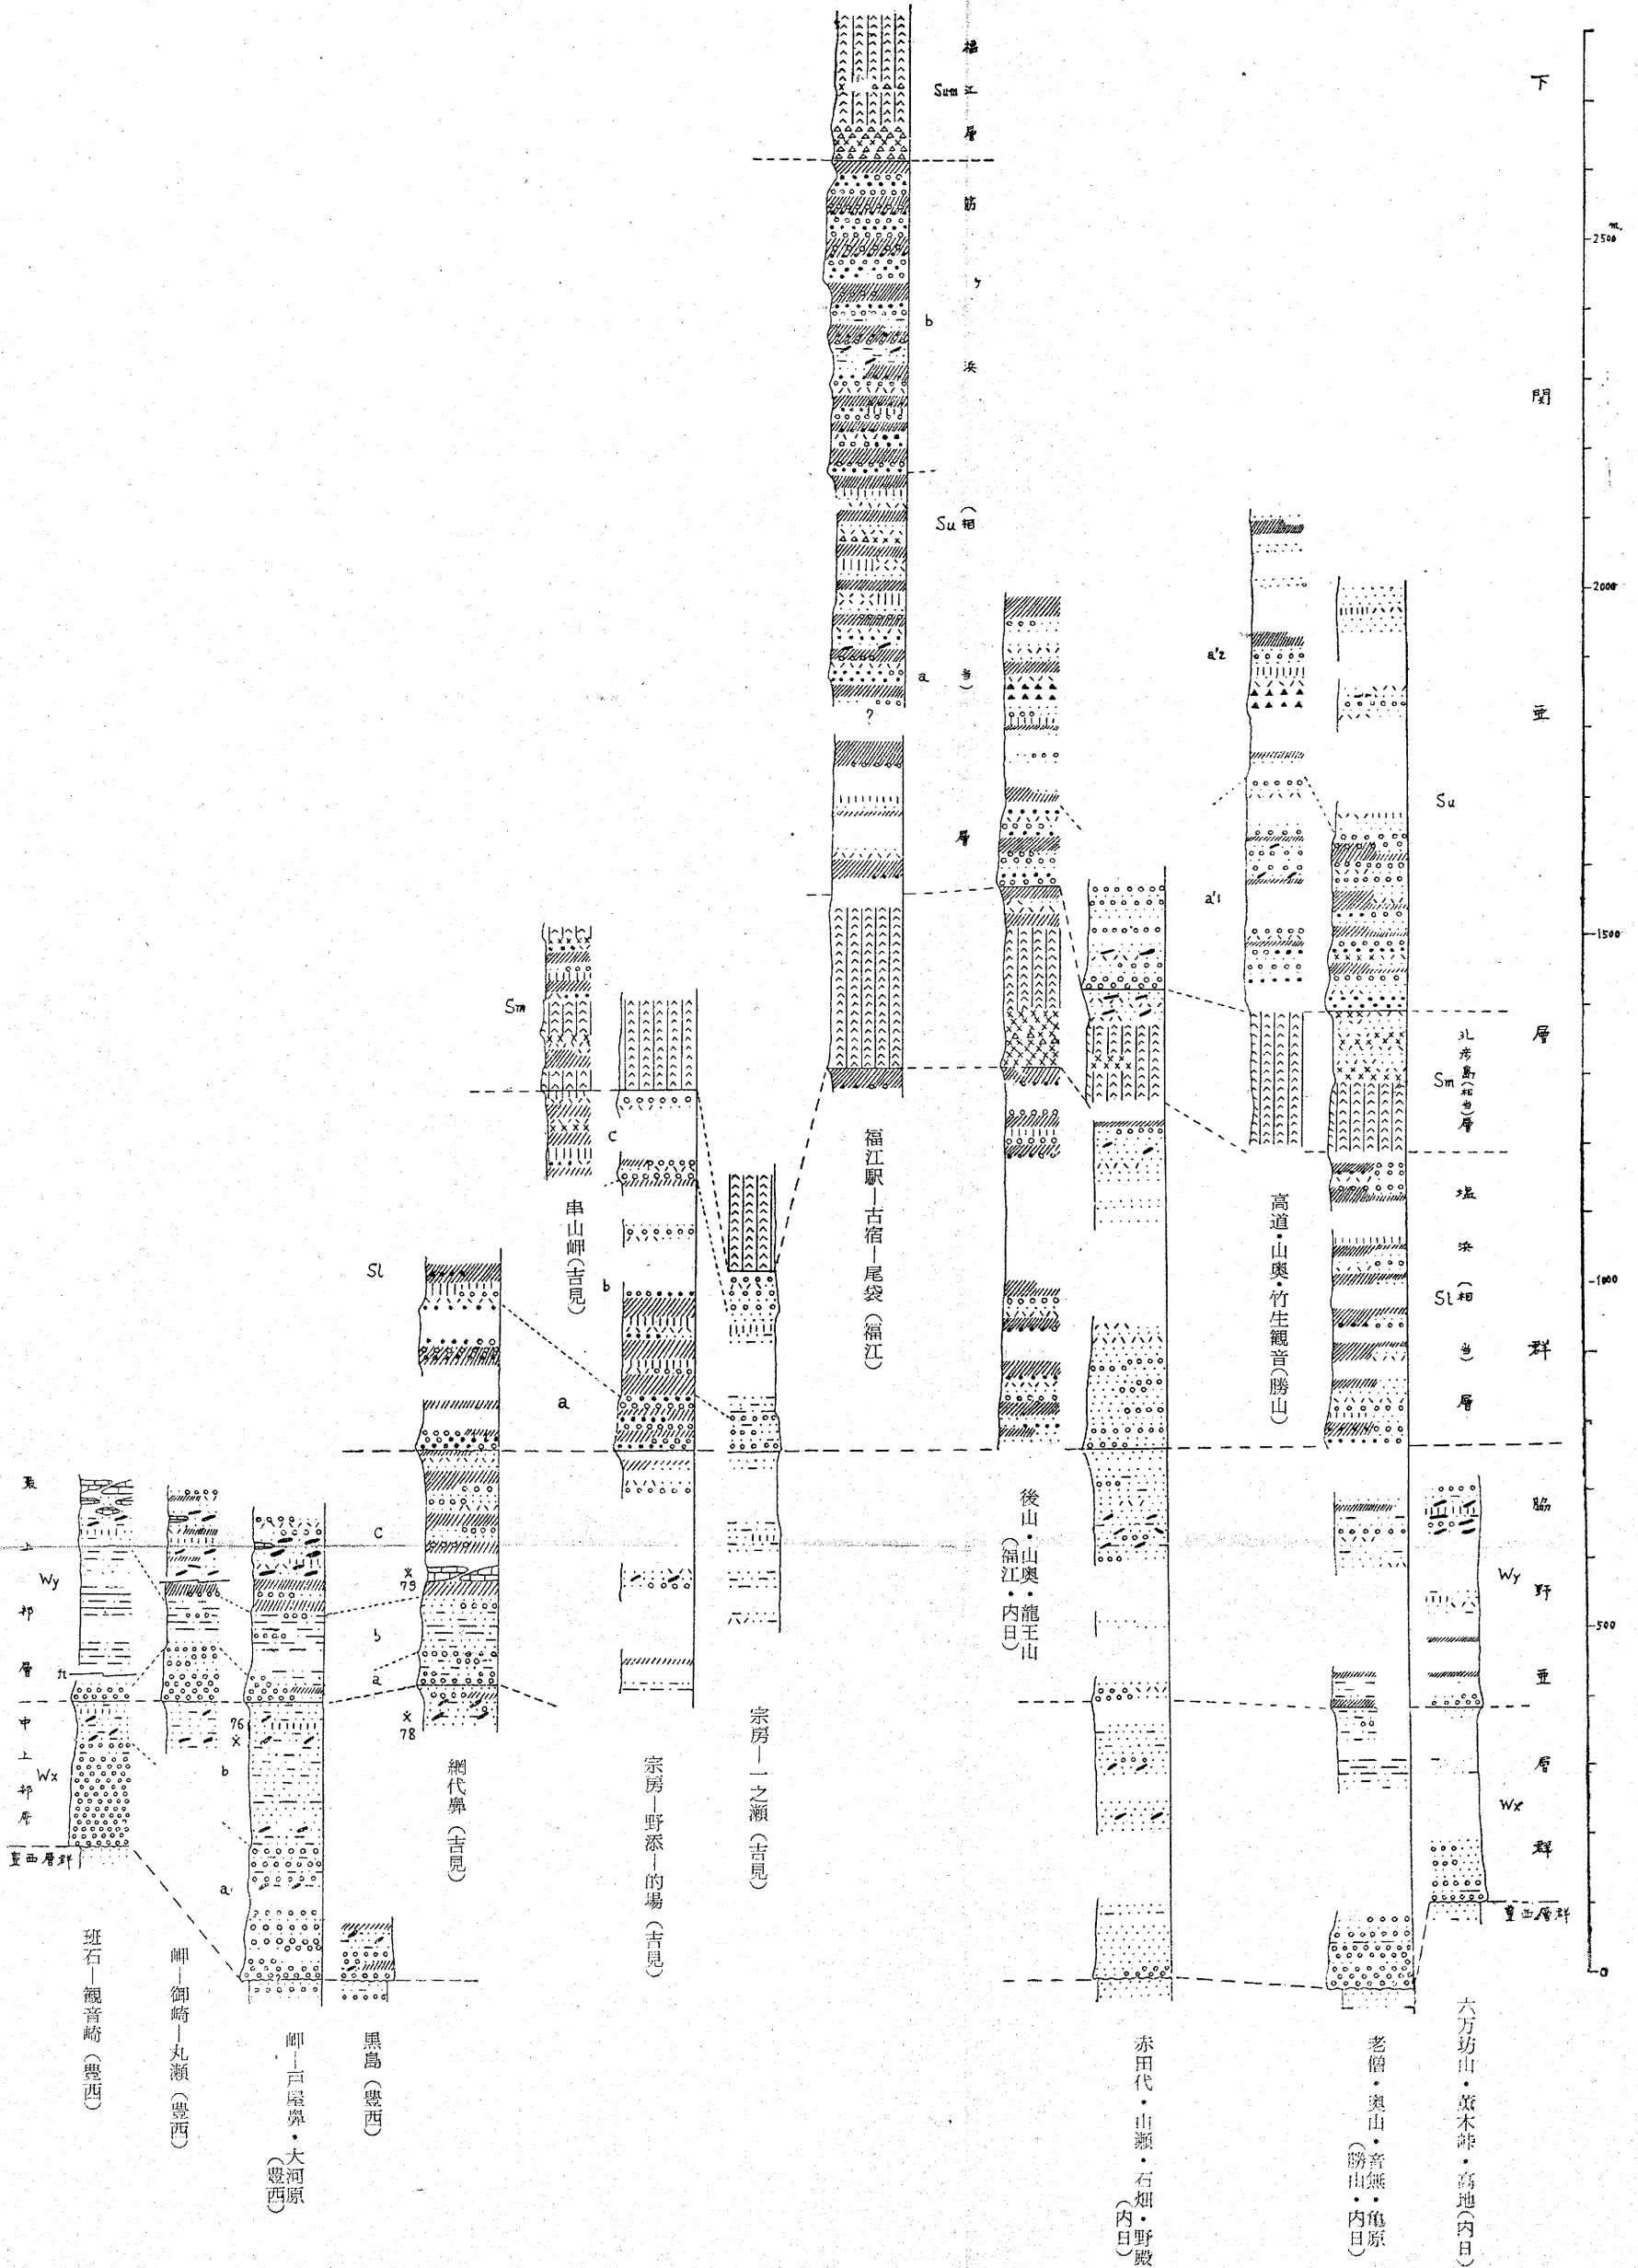 福江層
Sum
筋ヶ浜(相当)層
b
Su
a
?
下関亜層群
m.
2500
2000
1500
1000
500
0
a'2
a'1
Su
Sm
Sm
北彦島(相当)層
Sl
塩浜(相当)層
c
b
a
Sl
串山岬(吉見)
福江駅—古宿—尾袋(福江)
高道・山奥・竹生観音(勝山)
後山・山奥・龍王山
(福江・内日)
脇野亜層群
Wy
Wx
豊西層群
上部層
Wy
中上部層
Wx
豊西層群
c
b
a
x
79
x
78
76
x
b
a
班石—観音崎(豊西)
岬—御崎—丸瀬(豊西)
岬—戸屋鼻・大河原
(豊西)
黒島(豊西)
網代鼻(吉見)
宗房—野添—的場(吉見)
宗房—一之瀬(吉見)
赤田代・山瀬・石畑・野殿
(内日)
老僧・奥山・音無・亀原
(勝山・内日)
六万坊山・木峠・高地(内日)